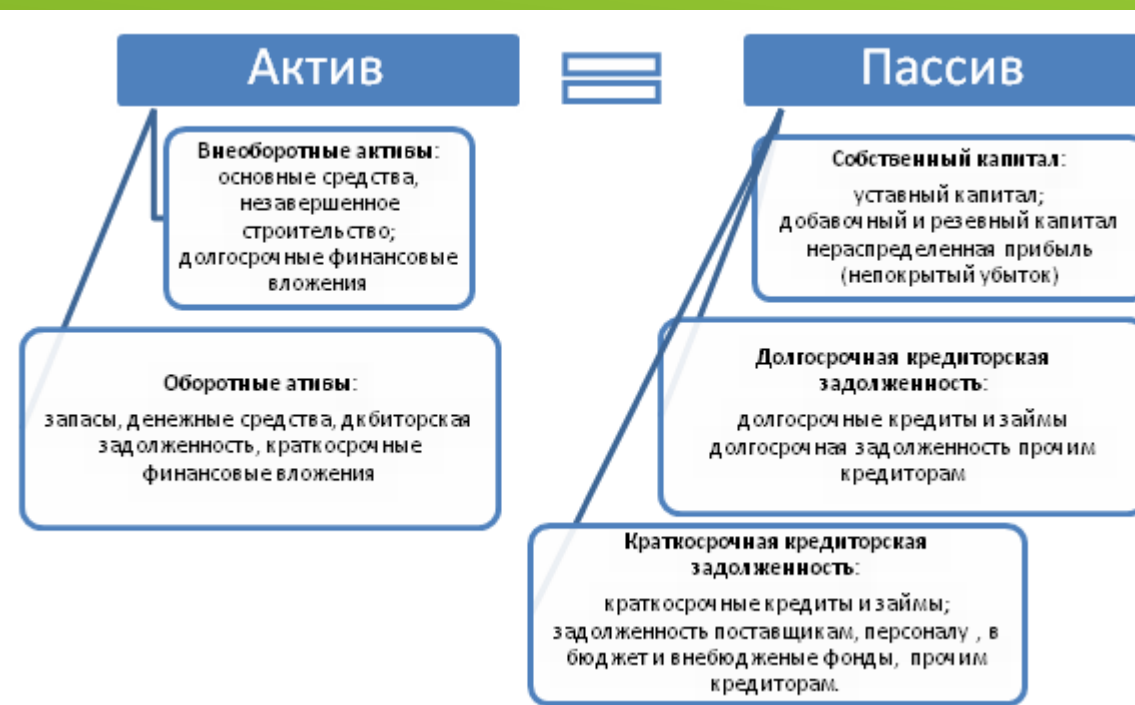 Актив
Пассив
Внеоборотные активы:
основные средства,
незавершенное
строительство;
долгосрочные финансовые
вложения
Оборотные ативы:
запасы, денежные средства, дкбиторская
задолженность, краткосрочные
финансовые вложения
Собственный капитал:
уставный капитал;
добавочный и резевный капитал
нераспределенная прибыль
(непокрытый убыток)
Долгосрочная кредиторская
задолженность:
долгосрочные кредиты и займы
долгосрочная задолженность прочим
кредиторам
Краткосрочная кредиторская
задолженность:
краткосрочные кредиты и займы;
задолженность поставщикам, персоналу , в
бюджет и внебюдженые фонды, прочим
кредиторам.